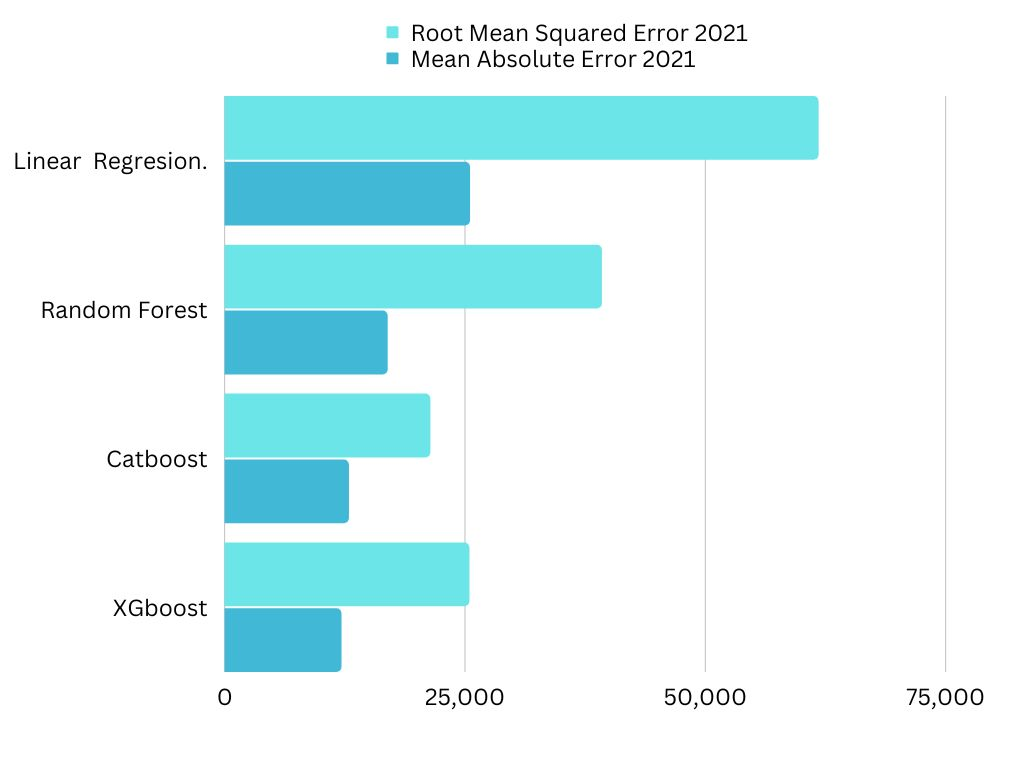 Root Mean Squared Error 2021
Mean Absolute Error 2021
Linear  Regresion.
Random Forest
Catboost
XGboost
0
25,000
50,000
75,000